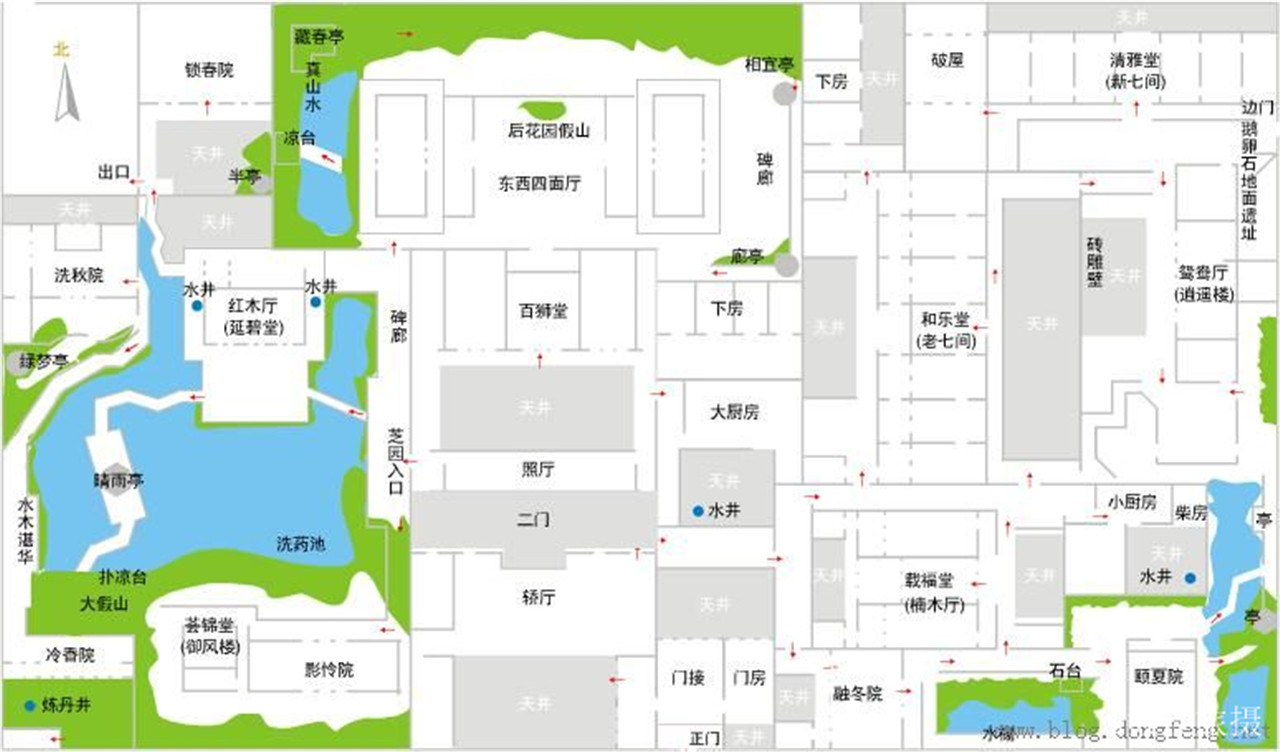 北
锁春院
天井
出口
半亭
天井
天井
洗秋院
绿梦亭
水井
水井
红木厅
(延碧堂)
藏春亭
真山水
凉台
后花园假山
东西四面厅
相宜亭
碑廊
廊亭
碑廊
百狮堂
天井
照厅
二门
轿厅
天井
芝园入口
晴雨亭
水木湛华
洗药池
扑凉台
大假山
荟锦堂
(御风楼)
影怜院
冷香院
炼丹井
下房
天井
破屋
天井
清雅堂
(新七间)
边门
鹅卵石地面遗址
下房
天井
和乐堂
(老七间)
天井
砖雕壁
天井
鸳鸯厅
(逍遥楼)
大厨房
天井
水井
天井
门接
门房
正门
天井
天井
载福堂
(楠木厅)
天井
天井
融冬院
小厨房
柴房
天井
水井
亭
亭
石台
颐夏院
水榭
www.blog.dongfeng.net